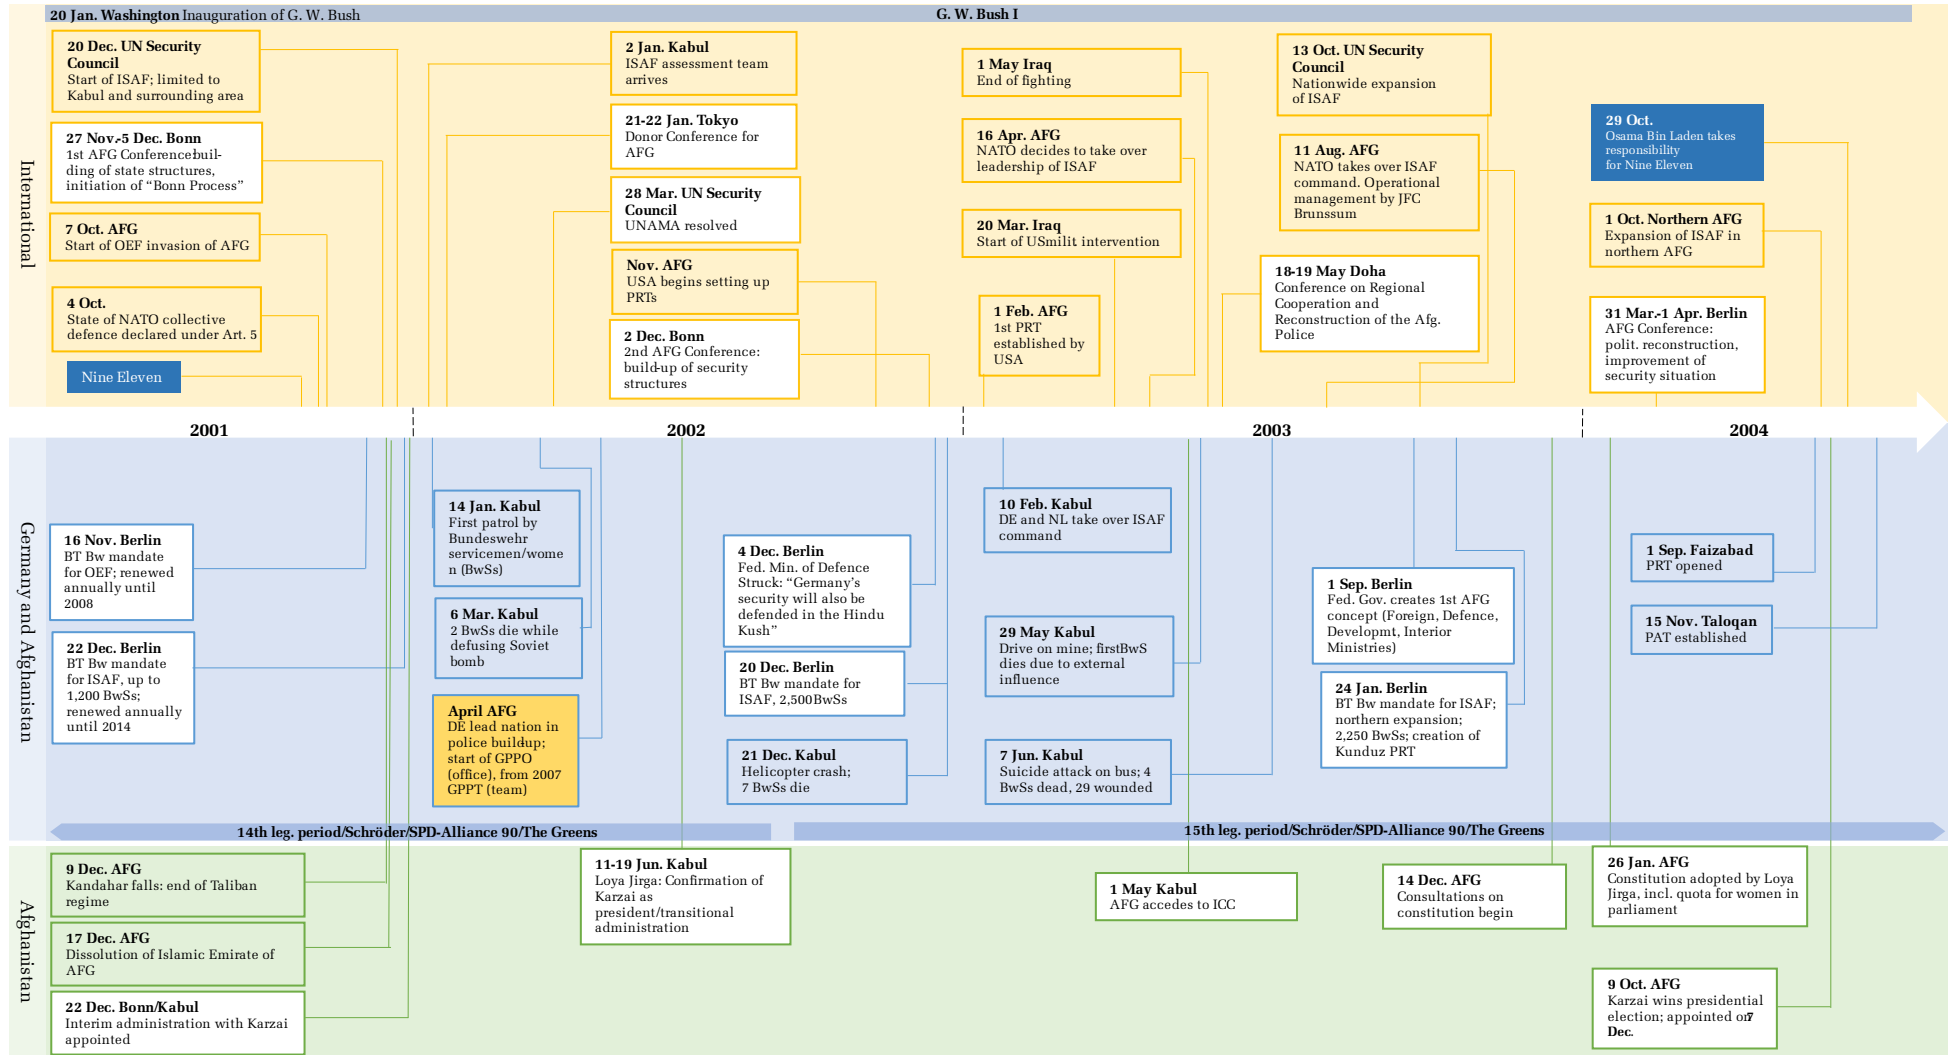 20 Jan. Washington Inauguration of G. W. Bush
G. W. Bush I
International
20 Dec. UN Security
Council
Start of ISAF; limited to
Kabul and surrounding area
27 Nov.-5 Dec. Bonn
1st AFG Conference: buil-
ding of state structures,
initiation of “Bonn Process”
7 Oct. AFG
Start of OEF invasion of AFG
4 Oct.
State of NATO collective
defence declared under Art. 5
Nine Eleven
2 Jan. Kabul
ISAF assessment team
arrives
21-22 Jan. Tokyo
Donor Conference for
AFG
28 Mar. UN Security
Council
UNAMA resolved
Nov. AFG
USA begins setting up
PRTs
2 Dec. Bonn
2nd AFG Conference:
build-up of security
structures
1 May Iraq
End of fighting
16 Apr. AFG
NATO decides to take over
leadership of ISAF
20 Mar. Iraq
Start of USmilit. intervention
1 Feb. AFG
1st PRT
established by
USA
13 Oct. UN Security
Council
Nationwide expansion
of ISAF
11 Aug. AFG
NATO takes over ISAF
command. Operational
management by JFC
Brunssum
18-19 May Doha
Conference on Regional
Cooperation and
Reconstruction of the Afg.
Police
29 Oct.
Osama Bin Laden takes
responsibility
for Nine Eleven
1 Oct. Northern AFG
Expansion of ISAF in
northern AFG
31 Mar.-1 Apr. Berlin
AFG Conference:
polit. reconstruction,
improvement of
security situation
2001
2002
2003
2004
Germany and Afghanistan
16 Nov. Berlin
BT Bw mandate
for OEF; renewed
annually until
2008
22 Dec. Berlin
BT Bw mandate
for ISAF, up to
1,200 BwSs;
renewed annually
until 2014
14 Jan. Kabul
First patrol by
Bundeswehr
servicemen/wome
n (BwSs)
6 Mar. Kabul
2 BwSs die while
defusing Soviet
bomb
April AFG
DE lead nation in
police build-up;
start of GPPO
(office), from 2007
GPPT (team)
4 Dec. Berlin
Fed. Min. of Defence
Struck: “Germany’s
security will also be
defended in the Hindu
Kush”
20 Dec. Berlin
BT Bw mandate for
ISAF, 2,500BwSs
21 Dec. Kabul
Helicopter crash;
7 BwSs die
10 Feb. Kabul
DE and NL take over ISAF
command
29 May Kabul
Drive on mine; firstBwS
dies due to external
influence
7 Jun. Kabul
Suicide attack on bus; 4
BwSs dead, 29 wounded
1 Sep. Berlin
Fed. Gov. creates 1st AFG
concept (Foreign, Defence,
Developmt, Interior
Ministries)
24 Jan. Berlin
BT Bw mandate for ISAF;
northern expansion;
2,250 BwSs; creation of
Kunduz PRT
1 Sep. Faizabad
PRT opened
15 Nov. Taloqan
PAT established
14th leg. period/Schröder/SPD-Alliance 90/The Greens
15th leg. period/Schröder/SPD-Alliance 90/The Greens
Afghanistan
9 Dec. AFG
Kandahar falls: end of Taliban
regime
17 Dec. AFG
Dissolution of Islamic Emirate of
AFG
22 Dec. Bonn/Kabul
Interim administration with Karzai
appointed
11-19 Jun. Kabul
Loya Jirga: Confirmation of
Karzai as
president/transitional
administration
1 May Kabul
AFG accedes to ICC
14 Dec. AFG
Consultations on
constitution begin
26 Jan. AFG
Constitution adopted by Loya
Jirga, incl. quota for women in
parliament
9 Oct. AFG
Karzai wins presidential
election; appointed on7
Dec.